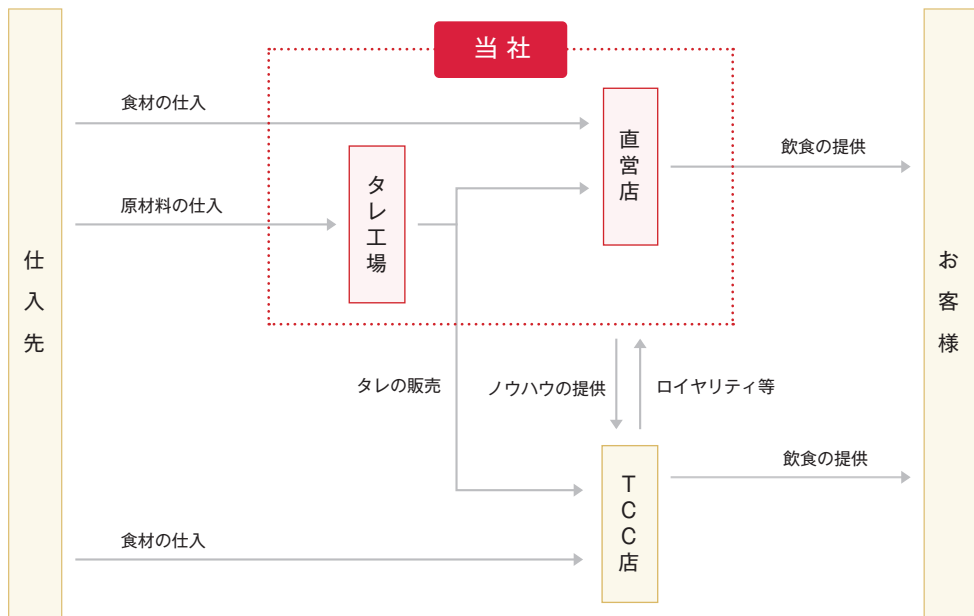 当社
食材の仕入
直営店
飲食の提供
タレ工場
原材料の仕入
仕入先
お客様
タレの販売
ノウハウの提供
ロイヤリティ等
飲食の提供
TCC店
食材の仕入